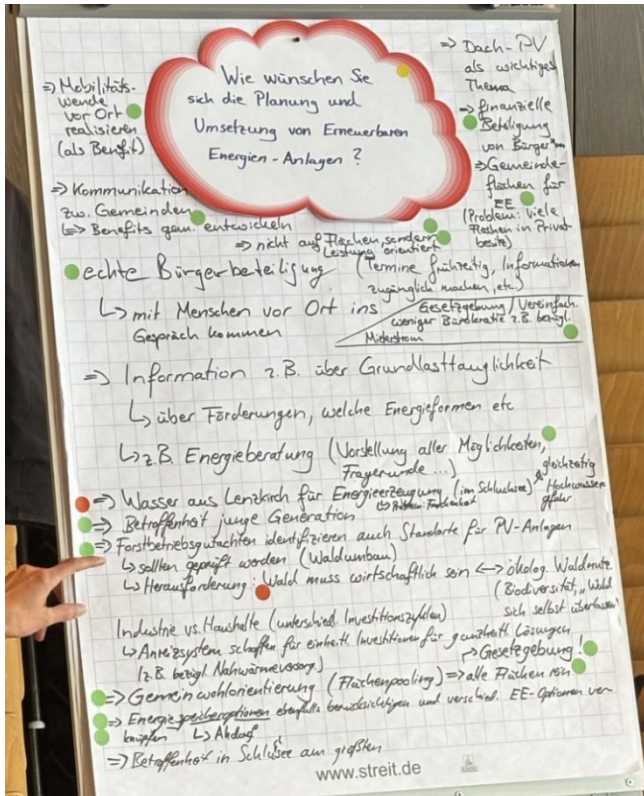 Wie wünschen Sie
sich die Planung und
Umsetzung von Erneuerbaren
Energien-Anlagen?
=> Mobilitäts-
wende
vor Ort
realisieren
(als Benefit)
=> Kommunikation
zw. Gemeinden
=> Benefits gem. entwickeln
=> Dach-PV
als wichtiges
Thema
=> finanzielle
Beteiligung
von Bürger*inn
=> Gemeinde-
flächen für
EE
(Problem: viele
Flächen in Privat-
besitz)
=> nicht auf Flächen, sondern
Leistung orientiert
echte Bürgerbeteiligung (Termine frühzeitig, Informationen
zugänglich machen, etc.)
↳ mit Menschen vor Ort ins
Gespräch kommen
Gesetzgebung / Vereinfach.
weniger Bürokratie z.B. bezügl.
Mieterstrom
=> Information z.B. über Grundlasttauglichkeit
↳ über Förderungen, welche Energieformen etc
↳ z.B. Energieberatung (Vorstellung aller Möglichkeiten,
Fragerunde ...)
=> Wasser aus Lenzkirch für Energieerzeugung (im Schluchsee)
gleichzeitig
Hochwasser
gefahr
↳ Problem: Trockenheit
=> Betroffenheit junge Generation
=> Forstbetriebsgutachten identifizieren auch Standorte für PV-Anlagen
↳ sollten geprüft werden (Waldumbau)
↳ Herausforderung: Wald muss wirtschaftlich sein <-> ökolog. Waldnutz.
(Biodiversität, "Wald
sich selbst überlassen")
Industrie vs. Haushalte (unterschiedl. Investitionszyklen)
↳ Anreizsystem schaffen für einheitl. Investitionen für ganzheitl. Lösungen
(z.B. bezügl. Nahwärmeversorg.)
-> Gesetzgebung!
=> Gemeinwohlorientierung (Flächenpooling) => alle Flächen rein
=> Energiespeicheroptionen ebenfalls berücksichtigen und verschied. EE-Optionen ver-
knüpfen
=> Betroffenheit in Schluchsee am größten
www.streit.de